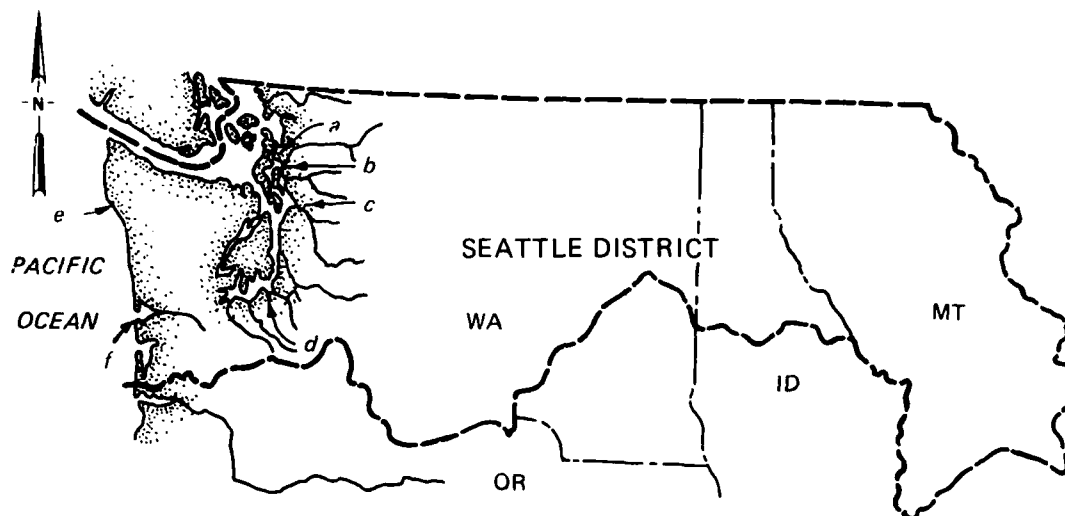 -N-
a
b
c
e
SEATTLE DISTRICT
PACIFIC
OCEAN
WA
MT
f
d
ID
OR